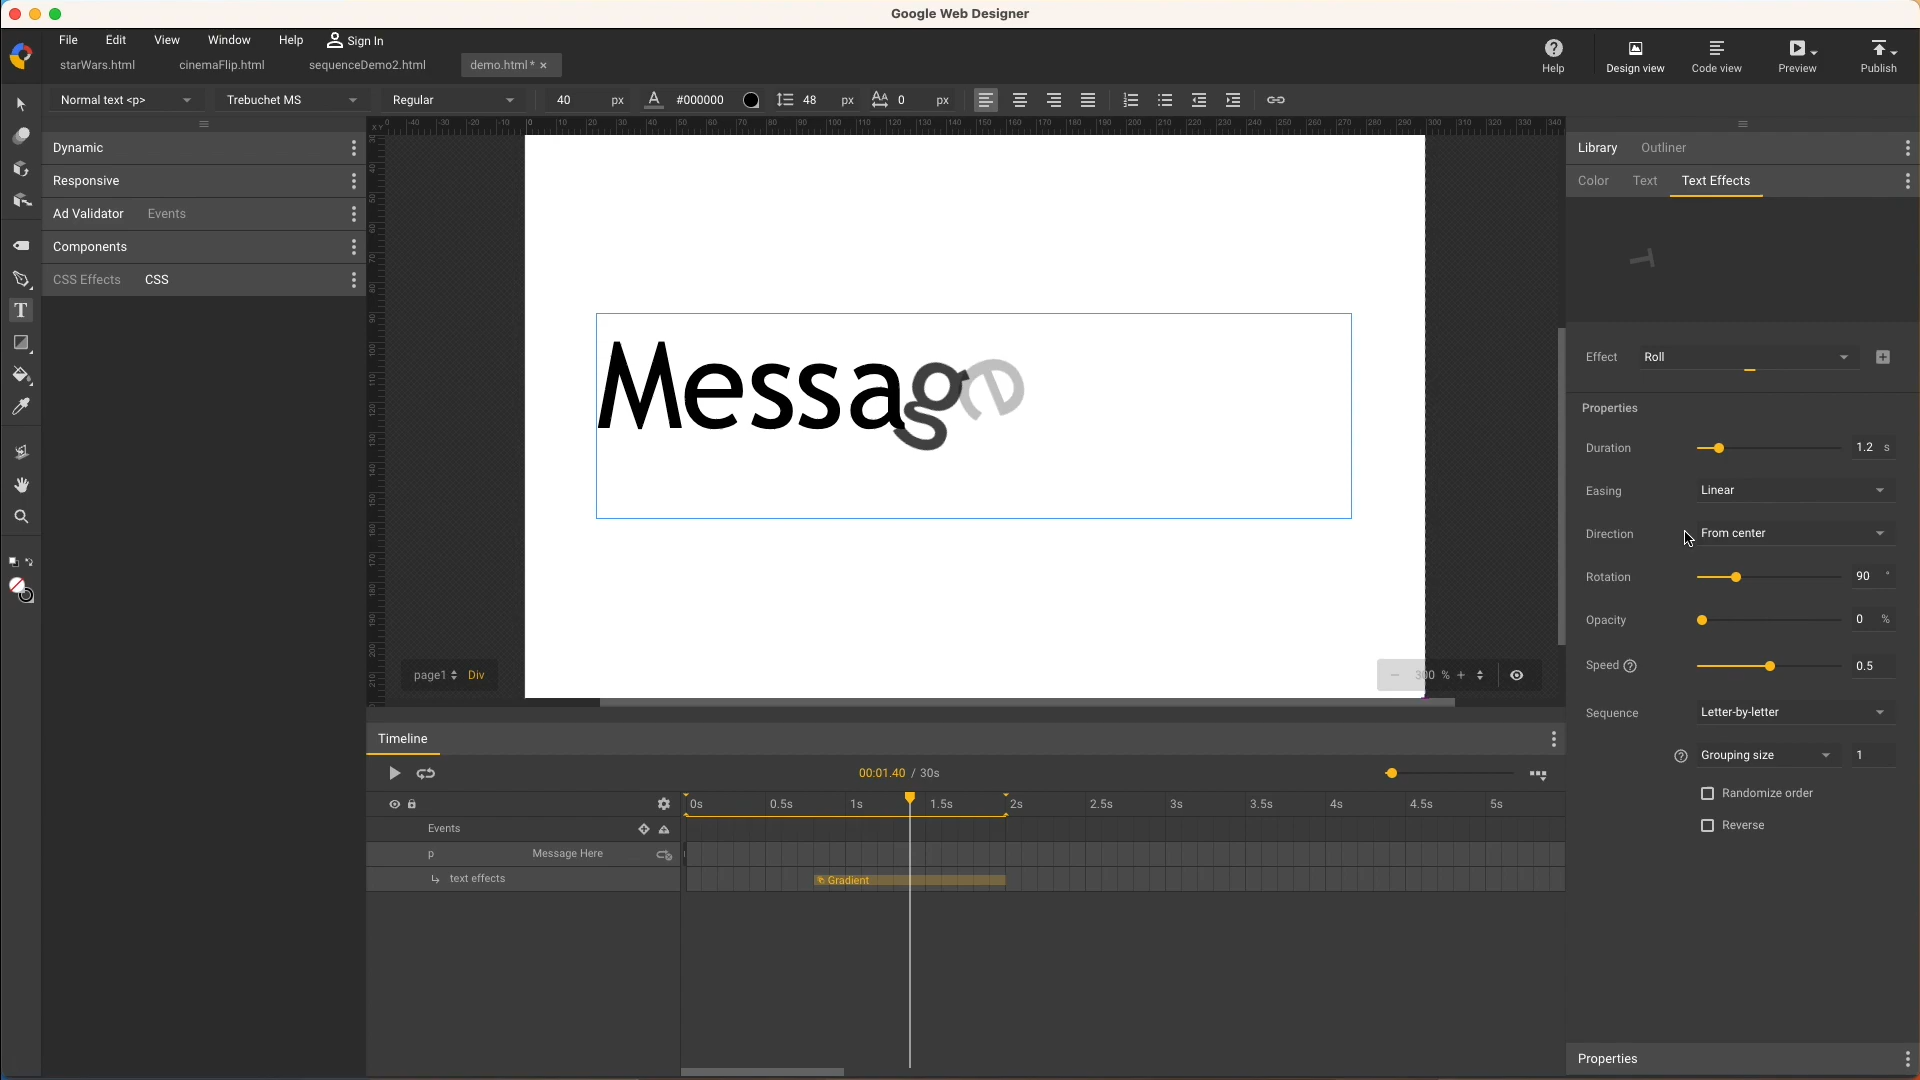 Google Web Designer
File Edit View Window Help Sign In
starWars.html cinemaFlip.html sequenceDemo2.html demo.html* ×
Help Design view Code view Preview Publish
Normal text <p> Trebuchet MS Regular 40 px #000000 48 px 0 px
Dynamic
Responsive
Ad Validator Events
Components
CSS Effects CSS
Message
page1 Div
300 %
Library Outliner
Color Text Text Effects
T
Effect Roll
Properties
Duration 1.2 s
Easing Linear
Direction From center
Rotation 90 °
Opacity 0 %
Speed 0.5
Sequence Letter-by-letter
Grouping size 1
Randomize order
Reverse
Properties
Timeline
00:01.40 / 30s
0s 0.5s 1s 1.5s 2s 2.5s 3s 3.5s 4s 4.5s 5s
Events
p Message Here
text effects Gradient